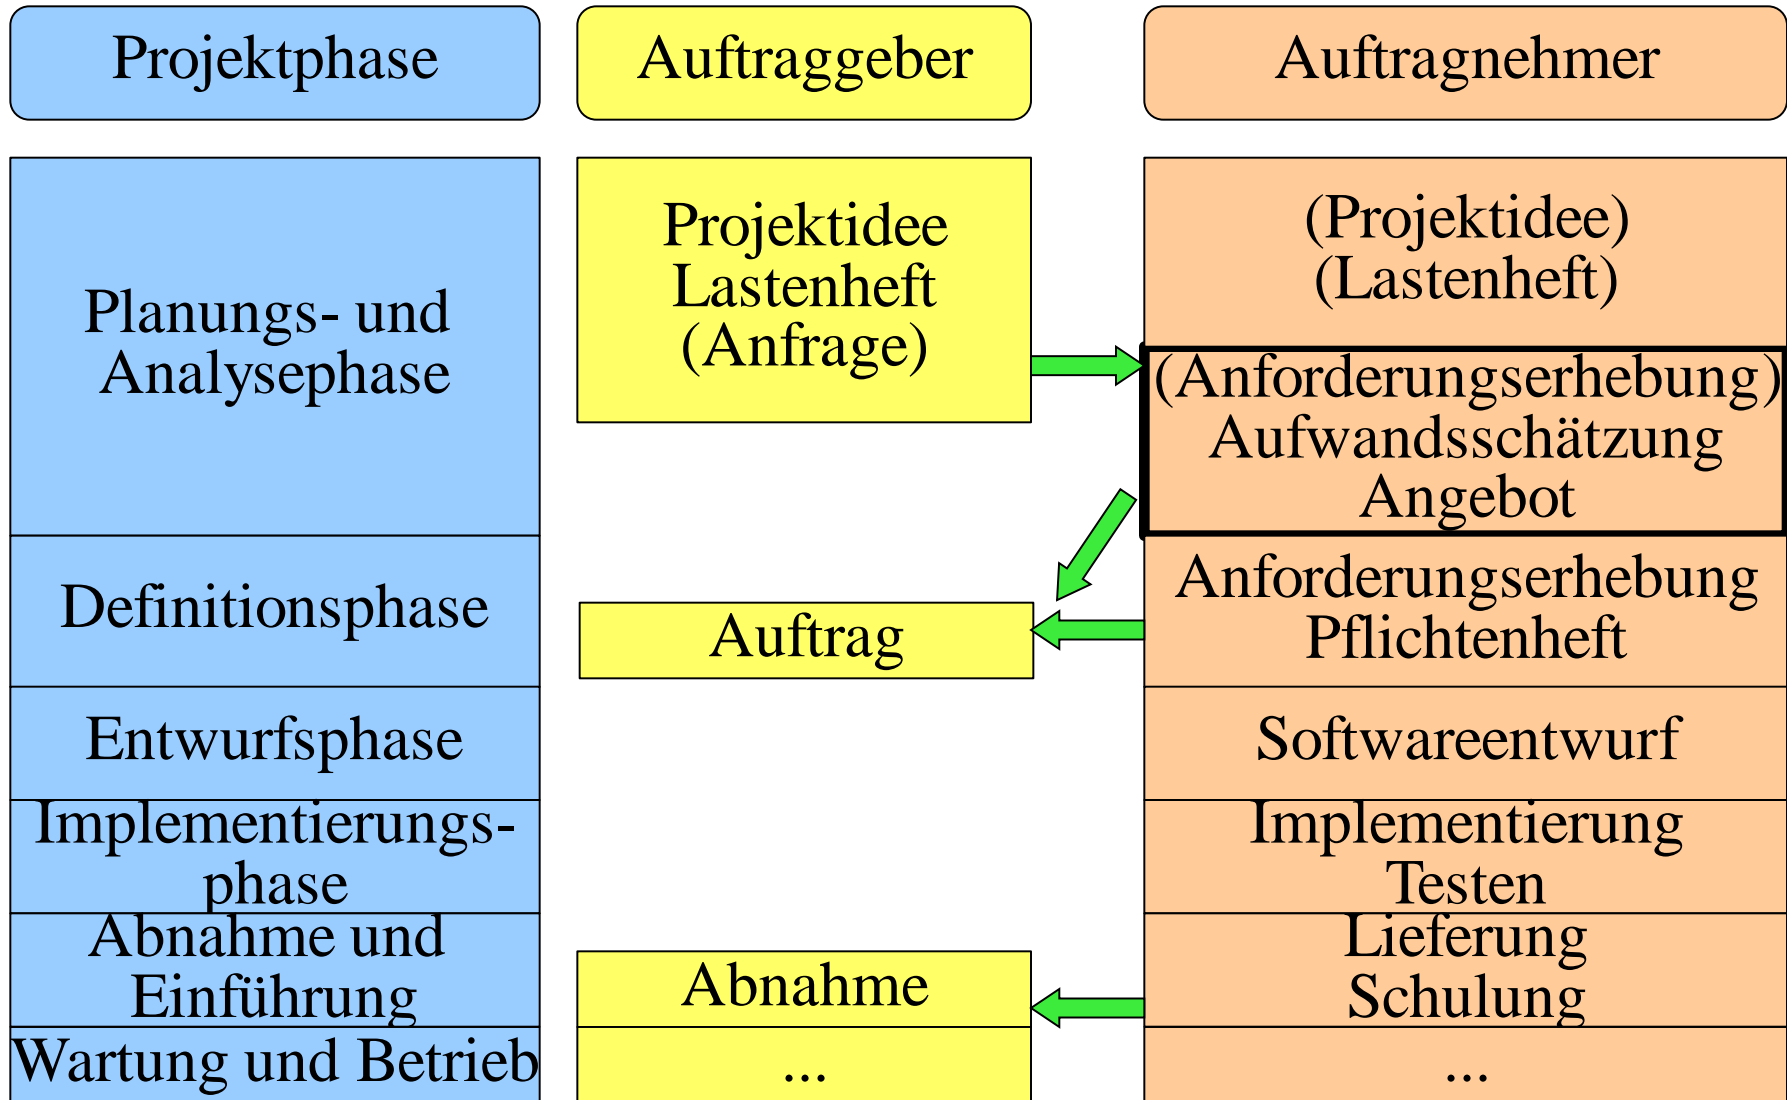 Projektphase
Auftraggeber
Auftragnehmer
Planungs- und
Analysephase
Projektidee
Lastenheft
(Anfrage)
(Projektidee)
(Lastenheft)
(Anforderungserhebung)
Aufwandsschätzung
Angebot
Definitionsphase
Auftrag
Anforderungserhebung
Pflichtenheft
Entwurfsphase
Softwareentwurf
Implementierungs-
phase
Implementierung
Testen
Abnahme und
Einführung
Abnahme
Lieferung
Schulung
Wartung und Betrieb
...
...